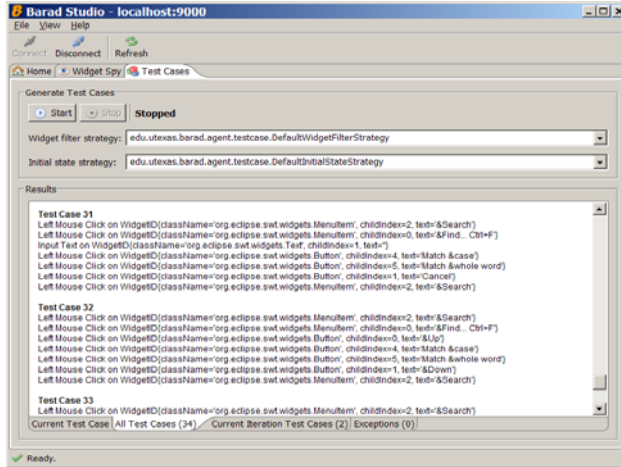 Barad Studio - localhost:9000
File View Help
Connect Disconnect Refresh
Home Widget Spy Test Cases
Generate Test Cases
Start Stop Stopped
Widget filter strategy: edu.utexas.barad.agent.testcase.DefaultWidgetFilterStrategy
Initial state strategy: edu.utexas.barad.agent.testcase.DefaultInitialStateStrategy
Results
Test Case 31
Left Mouse Click on WidgetID{className='org.eclipse.swt.widgets.MenuItem', childIndex=2, text='&Search'}
Left Mouse Click on WidgetID{className='org.eclipse.swt.widgets.MenuItem', childIndex=0, text='&Find... Ctrl+F'}
Input Text on WidgetID{className='org.eclipse.swt.widgets.Text', childIndex=1, text=''}
Left Mouse Click on WidgetID{className='org.eclipse.swt.widgets.Button', childIndex=4, text='Match &case'}
Left Mouse Click on WidgetID{className='org.eclipse.swt.widgets.Button', childIndex=5, text='Match &whole word'}
Left Mouse Click on WidgetID{className='org.eclipse.swt.widgets.Button', childIndex=1, text='Cancel'}
Left Mouse Click on WidgetID{className='org.eclipse.swt.widgets.MenuItem', childIndex=2, text='&Search'}
Test Case 32
Left Mouse Click on WidgetID{className='org.eclipse.swt.widgets.MenuItem', childIndex=2, text='&Search'}
Left Mouse Click on WidgetID{className='org.eclipse.swt.widgets.MenuItem', childIndex=0, text='&Find... Ctrl+F'}
Left Mouse Click on WidgetID{className='org.eclipse.swt.widgets.Button', childIndex=0, text='&Up'}
Left Mouse Click on WidgetID{className='org.eclipse.swt.widgets.Button', childIndex=4, text='Match &case'}
Left Mouse Click on WidgetID{className='org.eclipse.swt.widgets.Button', childIndex=5, text='Match &whole word'}
Left Mouse Click on WidgetID{className='org.eclipse.swt.widgets.Button', childIndex=1, text='&Down'}
Left Mouse Click on WidgetID{className='org.eclipse.swt.widgets.MenuItem', childIndex=2, text='&Search'}
Test Case 33
Left Mouse Click on WidgetID{className='org.eclipse.swt.widgets.MenuItem', childIndex=2, text='&Search'}
Current Test Case All Test Cases (34) Current Iteration Test Cases (2) Exceptions (0)
Ready.